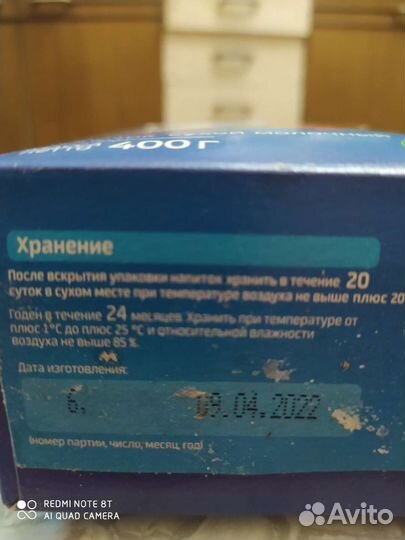 400 г
Хранение
После вскрытия упаковки напиток хранить в течение 20
суток в сухом месте при температуре воздуха не выше плюс 20
Годен в течение 24 месяцев. Хранить при температуре от
плюс 1°С до плюс 25 °С и относительной влажности
воздуха не выше 85 %.
Дата изготовления:
6. 09.04.2022
(номер партии, число, месяц, год)
REDMI NOTE 8T
AI QUAD CAMERA
Avito